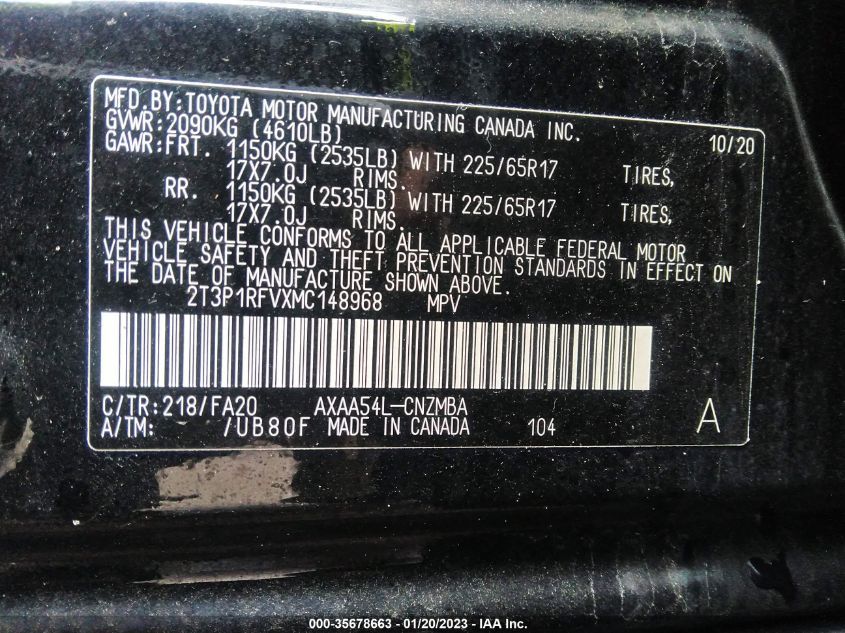 MFD.BY:TOYOTA MOTOR MANUFACTURING CANADA INC.
GVWR:2090KG (4610LB) 10/20
GAWR:FRT. 1150KG (2535LB) WITH 225/65R17 TIRES,
17X7.0J RIMS.
RR. 1150KG (2535LB) WITH 225/65R17 TIRES,
17X7.0J RIMS.
THIS VEHICLE CONFORMS TO ALL APPLICABLE FEDERAL MOTOR
VEHICLE SAFETY AND THEFT PREVENTION STANDARDS IN EFFECT ON
THE DATE OF MANUFACTURE SHOWN ABOVE.
2T3P1RFVXMC148968 MPV
C/TR:218/FA20 AXAA54L-CNZMBA
A/TM: /UB80F MADE IN CANADA 104 A
000-35678663 - 01/20/2023 - IAA Inc.